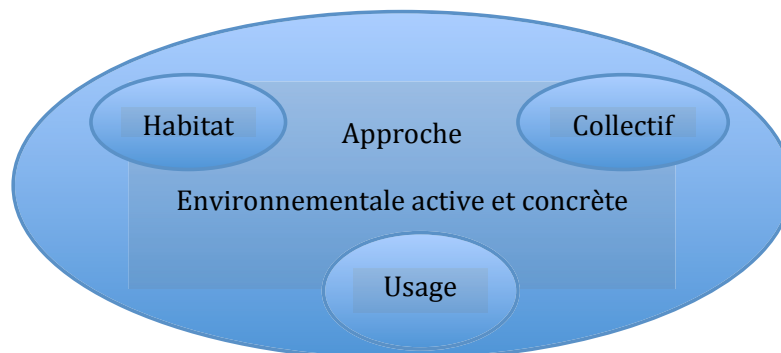 Habitat
Collectif
Approche
Environnementale active et concrète
Usage